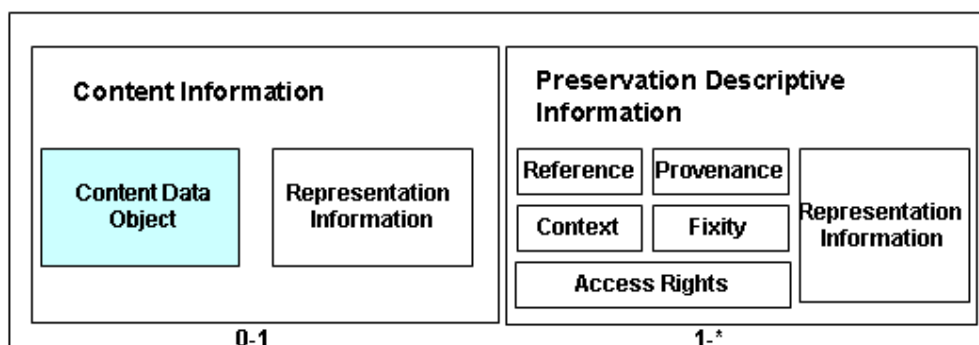 Content Information
Content Data
Object
Representation
Information
Preservation Descriptive
Information
Reference
Provenance
Context
Fixity
Access Rights
Representation
Information
0-1
1-*